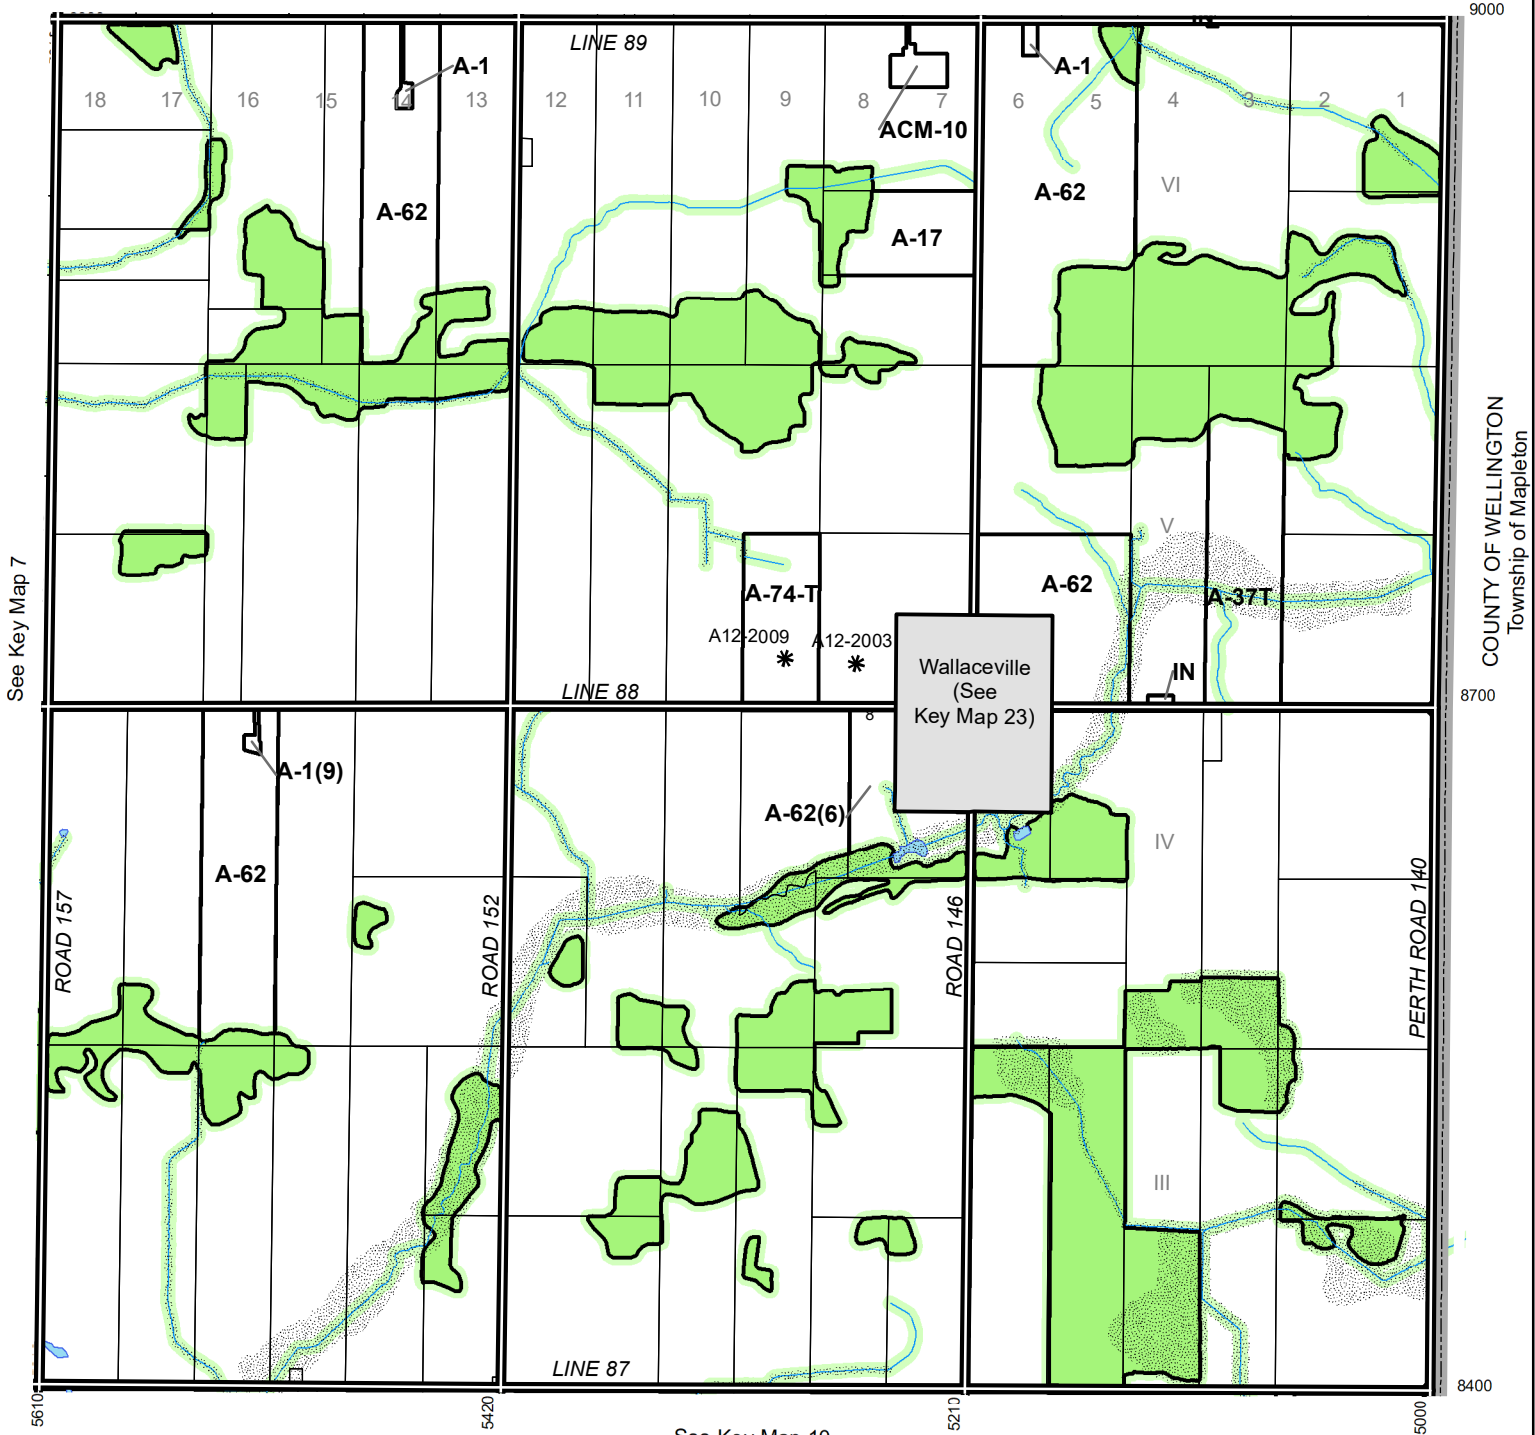 9000
LINE 89
A-1
A-1
18
17
16
15
14
13
12
11
10
9
8
7
6
5
4
3
2
1
ACM-10
A-62
A-62
VI
A-17
COUNTY OF WELLINGTON
Township of Mapleton
See Key Map 7
V
A-74-T
A-62
A-37T
A12-2009
A12-2003
Wallaceville
(See
Key Map 23)
IN
LINE 88
8700
8
A-1(9)
A-62(6)
IV
A-62
ROAD 157
ROAD 152
ROAD 146
PERTH ROAD 140
III
LINE 87
8400
5610
5420
5210
5000